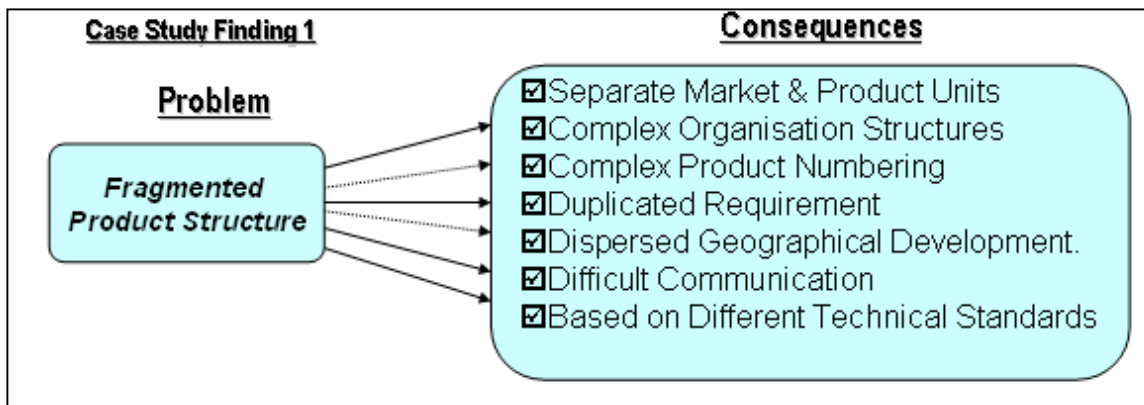 Case Study Finding 1
Problem
Fragmented
Product Structure
Consequences
☑Separate Market & Product Units
☑Complex Organisation Structures
☑Complex Product Numbering
☑Duplicated Requirement
☑Dispersed Geographical Development.
☑Difficult Communication
☑Based on Different Technical Standards